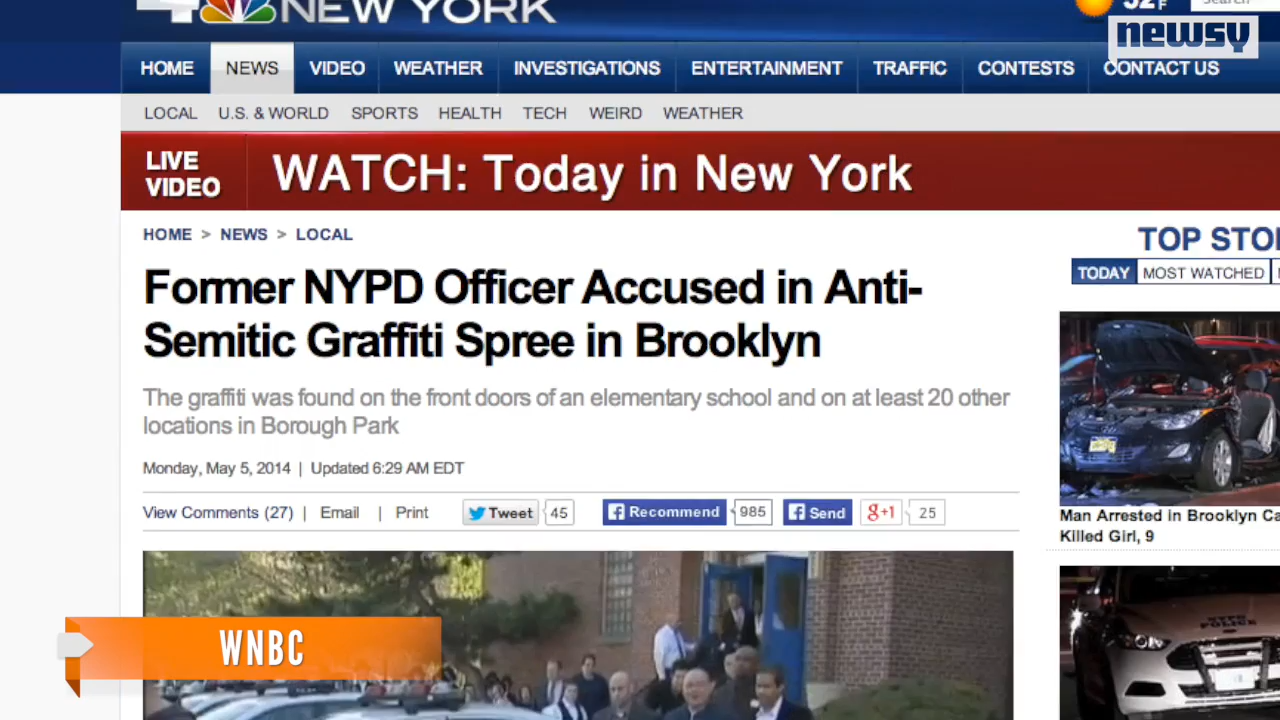 4 NEW YORK
52°F
Search
newsy
HOME NEWS VIDEO WEATHER INVESTIGATIONS ENTERTAINMENT TRAFFIC CONTESTS CONTACT US
LOCAL U.S. & WORLD SPORTS HEALTH TECH WEIRD WEATHER
LIVE VIDEO
WATCH: Today in New York
HOME > NEWS > LOCAL
Former NYPD Officer Accused in Anti-
Semitic Graffiti Spree in Brooklyn
The graffiti was found on the front doors of an elementary school and on at least 20 other
locations in Borough Park
Monday, May 5, 2014 | Updated 6:29 AM EDT
View Comments (27) | Email | Print Tweet 45 Recommend 985 Send g+1 25
TOP STO
TODAY MOST WATCHED
Man Arrested in Brooklyn Ca
Killed Girl, 9
NYPD
POLICE
WNBC